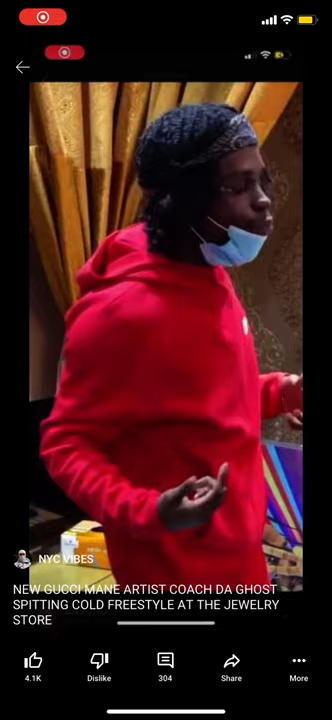 NYC VIBES
NEW GUCCI MANE ARTIST COACH DA GHOST
SPITTING COLD FREESTYLE AT THE JEWELRY
STORE
4.1K
Dislike
304
Share
More